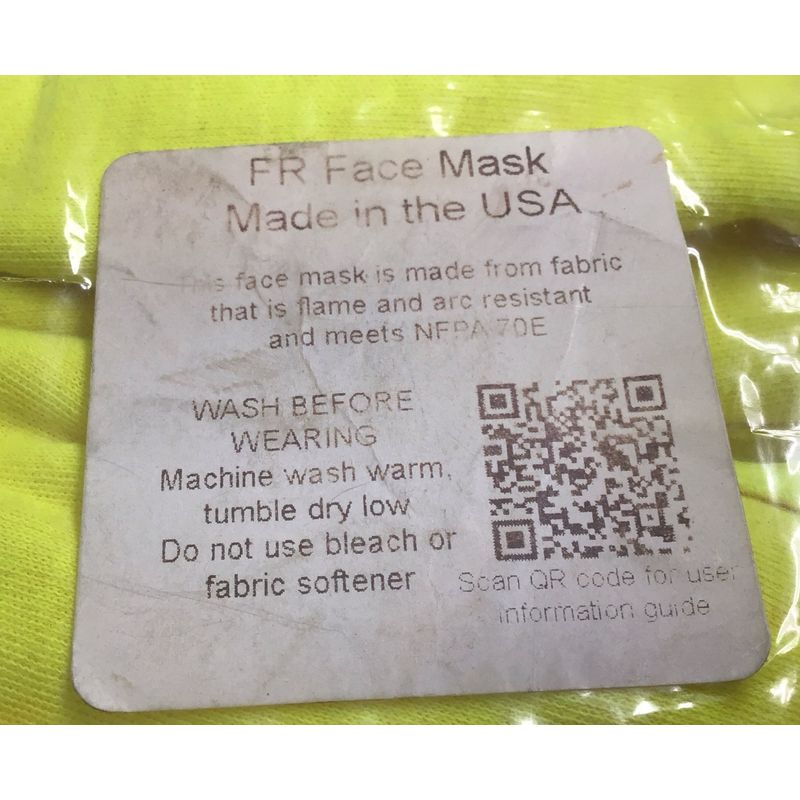 FR Face Mask
Made in the USA
This face mask is made from fabric
that is flame and arc resistant
and meets NFPA 70E
WASH BEFORE
WEARING
Machine wash warm,
tumble dry low
Do not use bleach or
fabric softener
Scan QR code for user
information guide